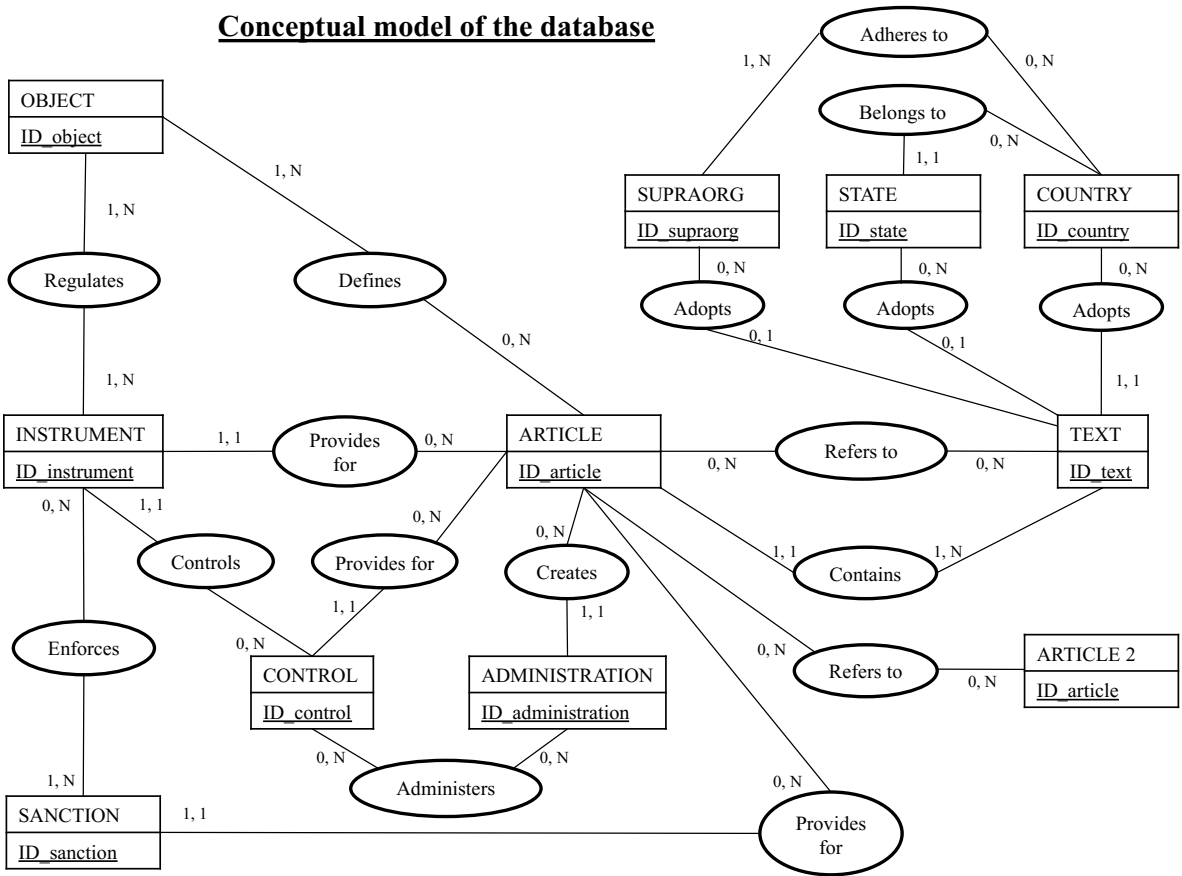 Conceptual model of the database
Adheres to
1, N
0, N
OBJECT
ID_object
Belongs to
0, N
1, 1
1, N
1, N
SUPRAORG
ID_supraorg
STATE
ID_state
COUNTRY
ID_country
0, N
0, N
0, N
Regulates
Defines
Adopts
Adopts
Adopts
0, 1
0, 1
0, N
1, N
1, 1
INSTRUMENT
ID_instrument
1, 1
Provides
for
0, N
ARTICLE
ID_article
0, N
Refers to
0, N
TEXT
ID_text
0, N
1, 1
0, N
0, N
1, 1
1, N
Controls
Provides for
Creates
Contains
1, 1
1, 1
Enforces
0, N
0, N
CONTROL
ID_control
ADMINISTRATION
ID_administration
Refers to
0, N
ARTICLE 2
ID_article
0, N
0, N
1, N
Administers
0, N
SANCTION
ID_sanction
1, 1
Provides
for